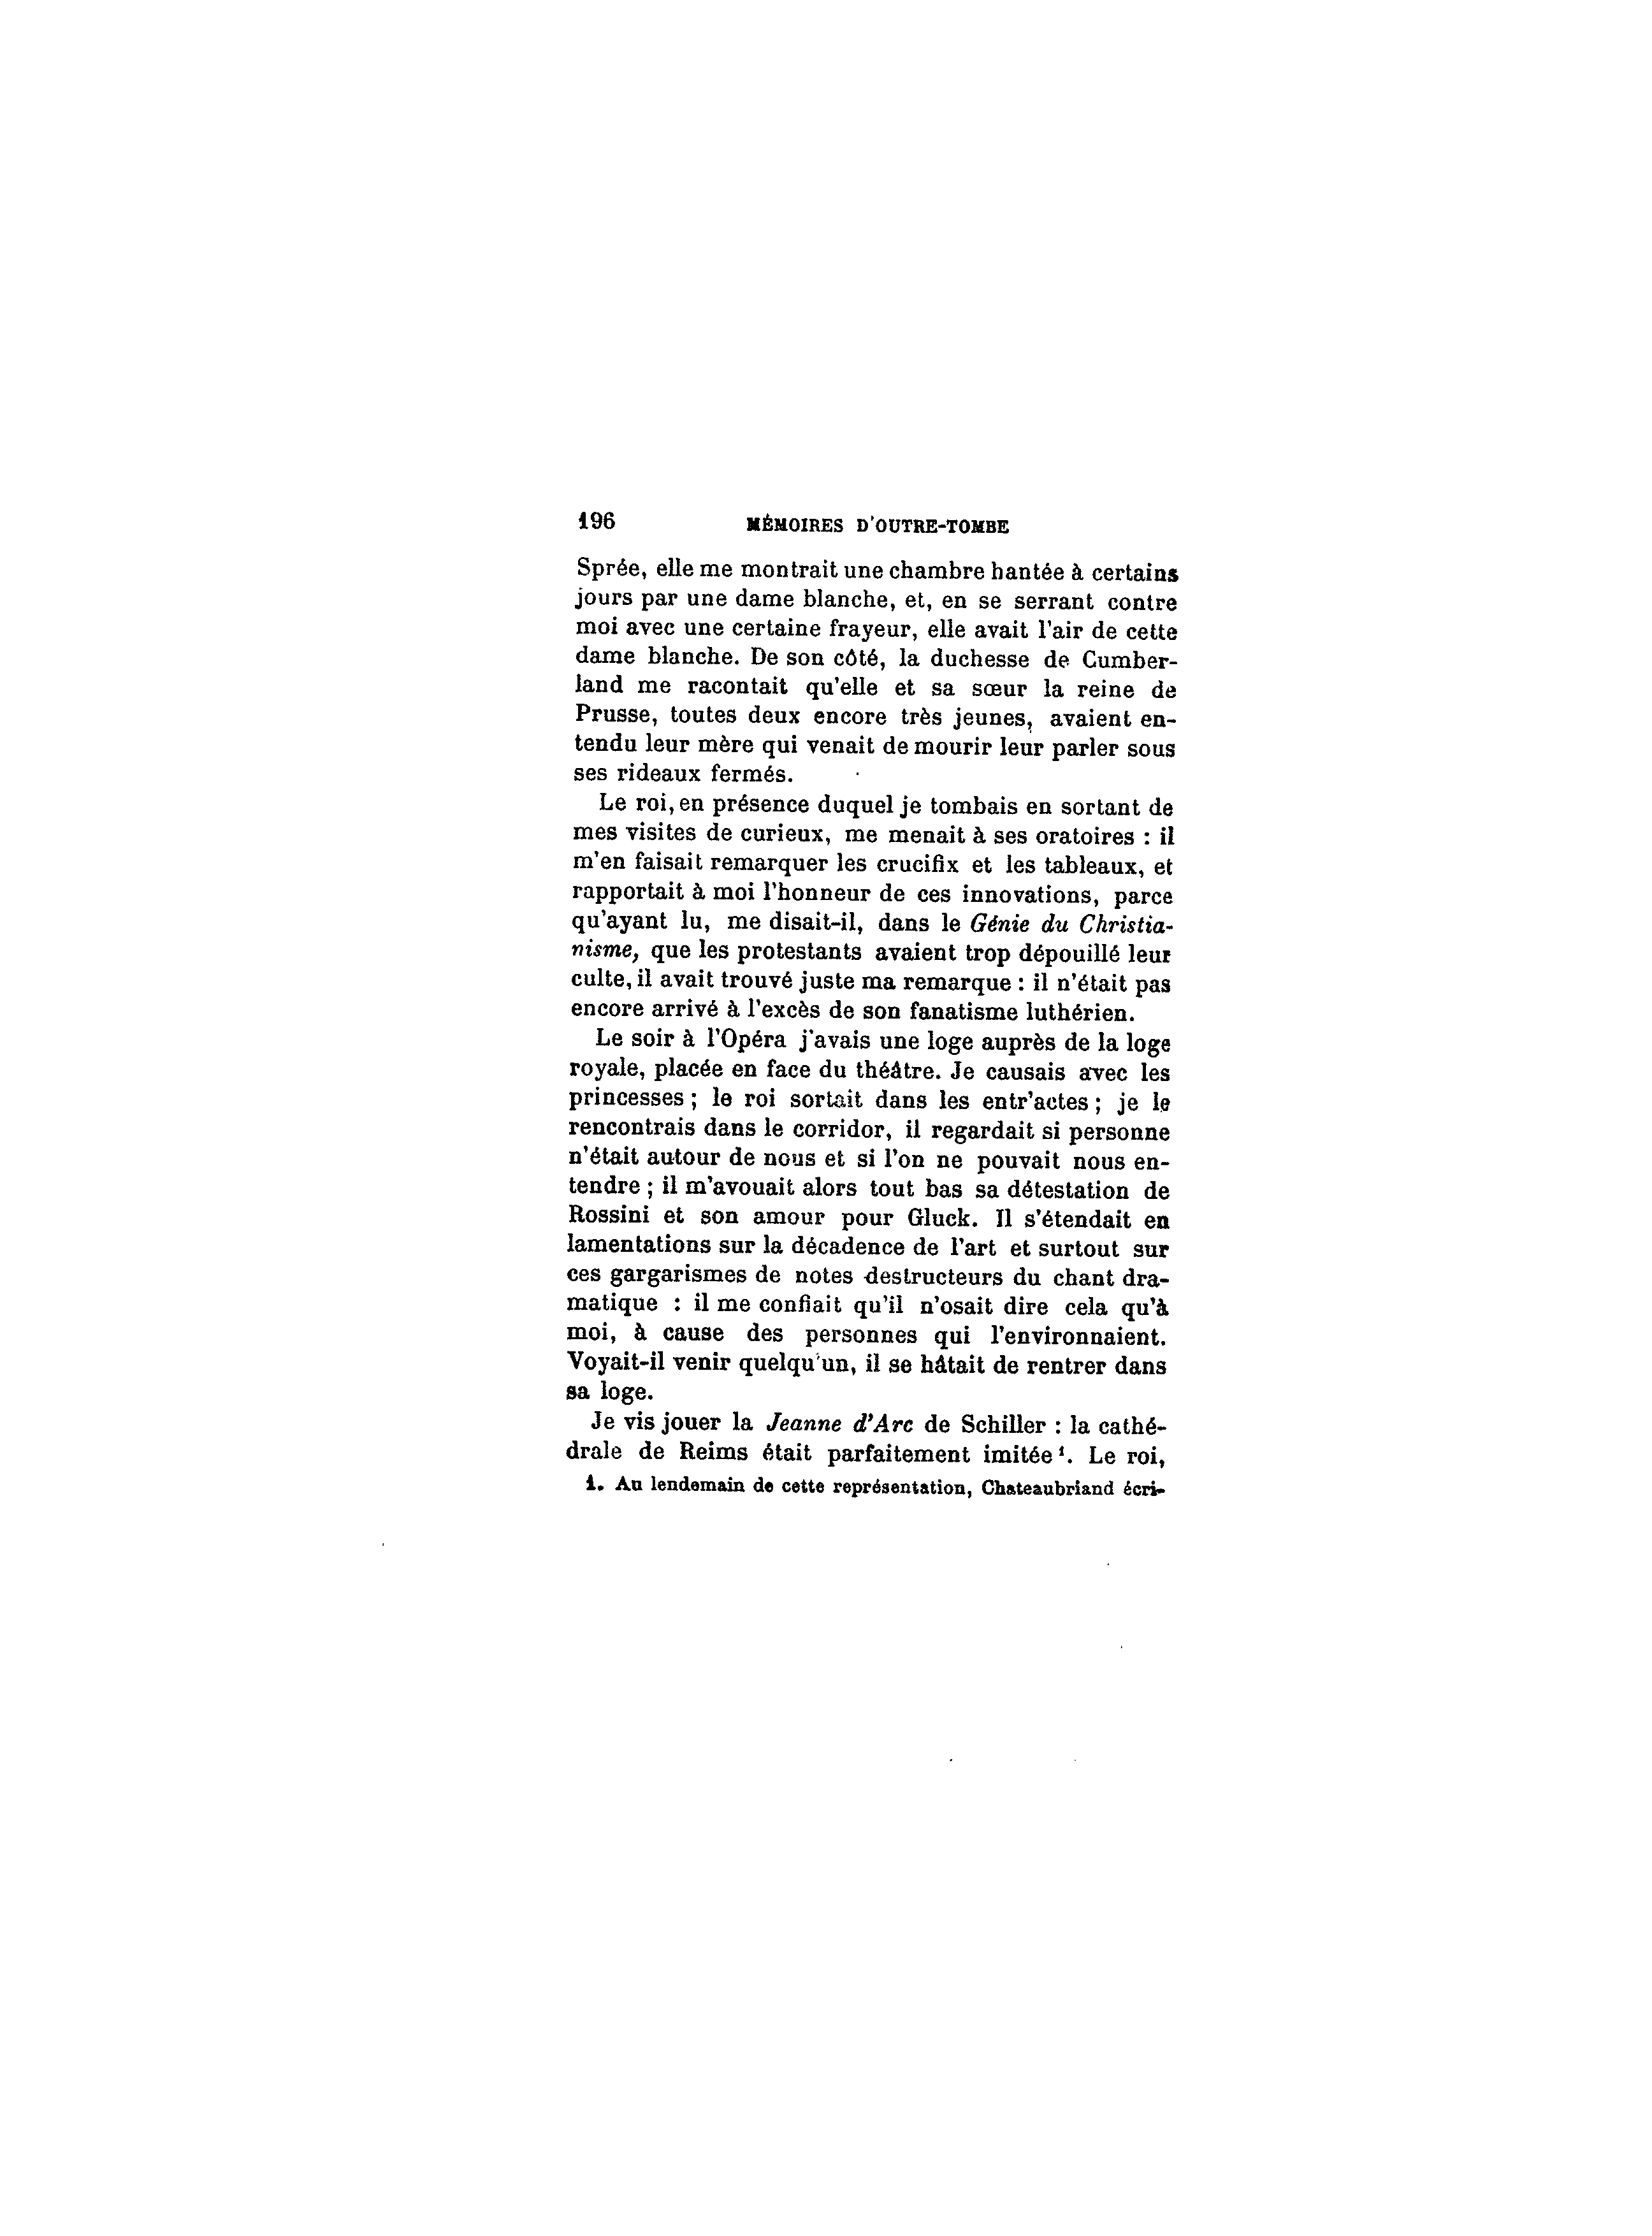 196 MÉMOIRES D'OUTRE-TOMBE
Sprée, elle me montrait une chambre hantée à certains
jours par une dame blanche, et, en se serrant contre
moi avec une certaine frayeur, elle avait l'air de cette
dame blanche. De son côté, la duchesse de Cumber-
land me racontait qu'elle et sa sœur la reine de
Prusse, toutes deux encore très jeunes, avaient en-
tendu leur mère qui venait de mourir leur parler sous
ses rideaux fermés.
Le roi, en présence duquel je tombais en sortant de
mes visites de curieux, me menait à ses oratoires : il
m'en faisait remarquer les crucifix et les tableaux, et
rapportait à moi l'honneur de ces innovations, parce
qu'ayant lu, me disait-il, dans le Génie du Christia-
nisme, que les protestants avaient trop dépouillé leur
culte, il avait trouvé juste ma remarque : il n'était pas
encore arrivé à l'excès de son fanatisme luthérien.
Le soir à l'Opéra j'avais une loge auprès de la loge
royale, placée en face du théâtre. Je causais avec les
princesses ; le roi sortait dans les entr'actes ; je le
rencontrais dans le corridor, il regardait si personne
n'était autour de nous et si l'on ne pouvait nous en-
tendre ; il m'avouait alors tout bas sa détestation de
Rossini et son amour pour Gluck. Il s'étendait en
lamentations sur la décadence de l'art et surtout sur
ces gargarismes de notes destructeurs du chant dra-
matique : il me confiait qu'il n'osait dire cela qu'à
moi, à cause des personnes qui l'environnaient.
Voyait-il venir quelqu'un, il se hâtait de rentrer dans
sa loge.
Je vis jouer la Jeanne d'Arc de Schiller : la cathé-
drale de Reims était parfaitement imitée¹. Le roi,
1. Au lendemain de cette représentation, Chateaubriand écri-